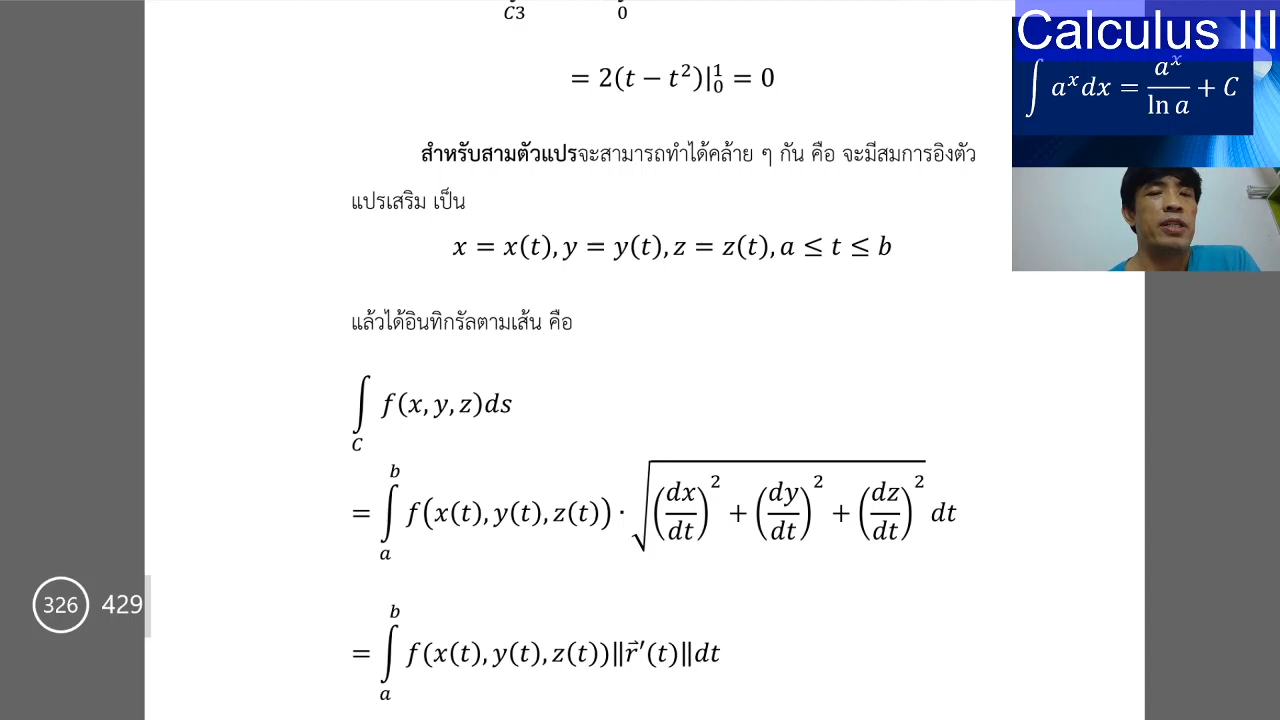 C3 0
= 2(t − t²)|₀¹ = 0
สำหรับสามตัวแปรจะสามารถทำได้คล้าย ๆ กัน คือ จะมีสมการอิงตัว
แปรเสริม เป็น
x = x(t), y = y(t), z = z(t), a ≤ t ≤ b
แล้วได้อินทิกรัลตามเส้น คือ
∫_C f(x, y, z)ds
= ∫_a^b f(x(t), y(t), z(t)) · √((dx/dt)² + (dy/dt)² + (dz/dt)²) dt
= ∫_a^b f(x(t), y(t), z(t))‖r⃗′(t)‖dt
326 429
Calculus III
∫ aˣdx = aˣ/ln a + C